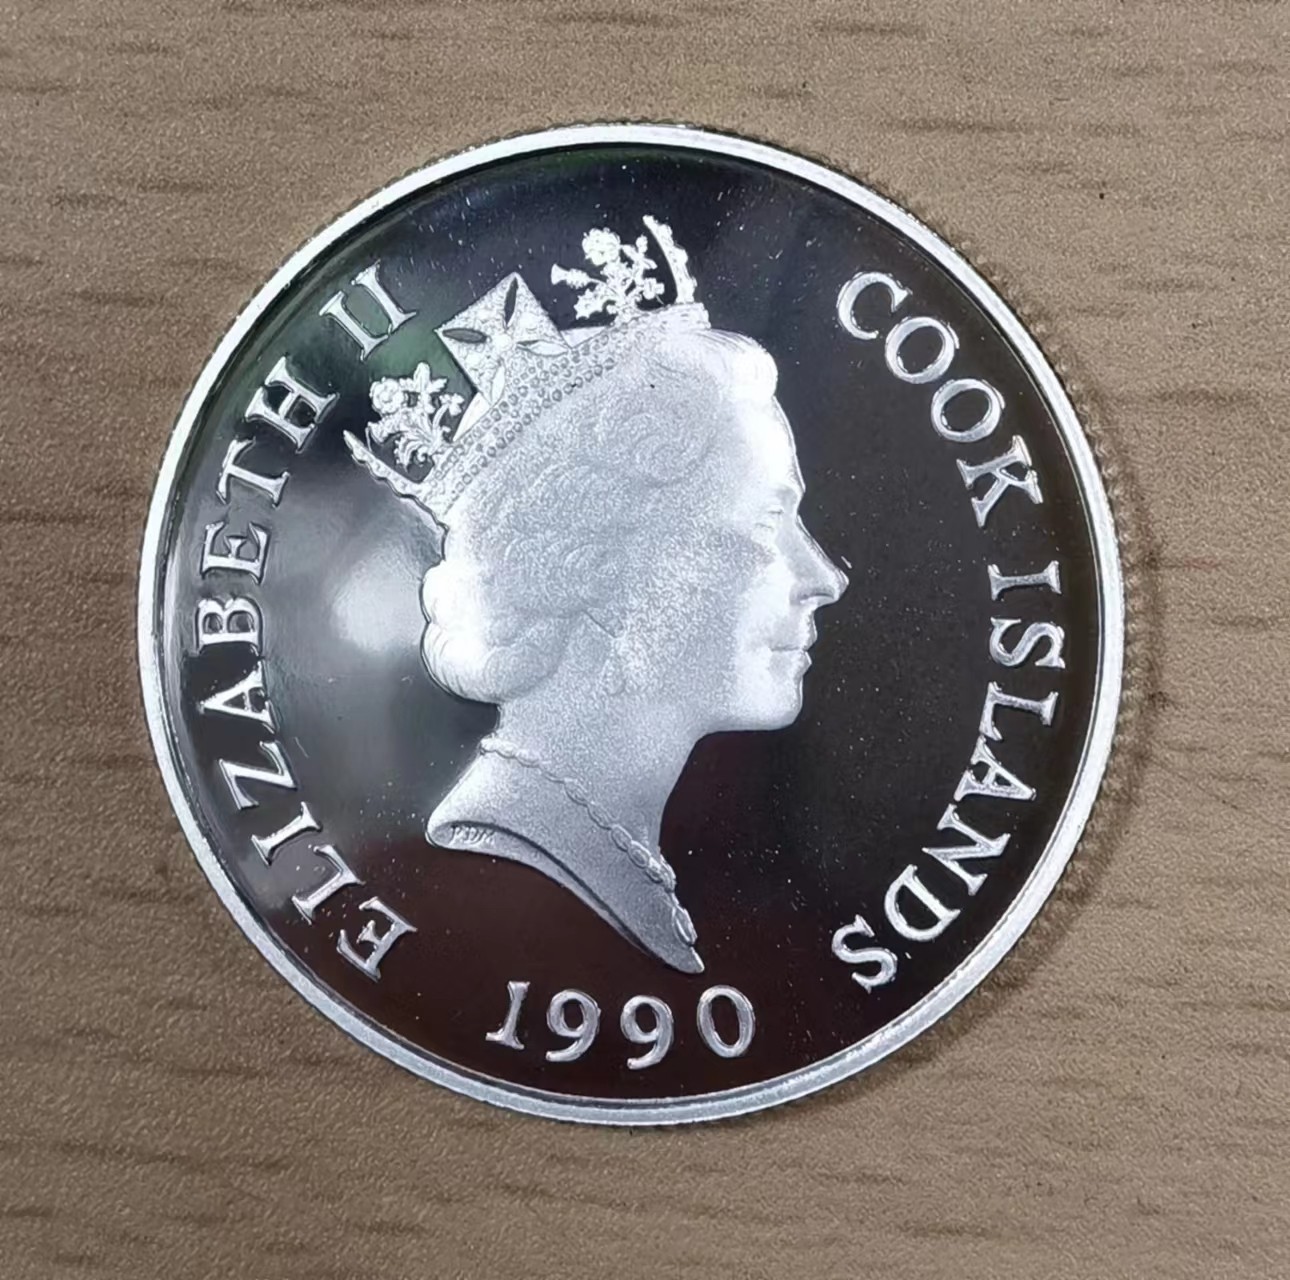 ELIZABETH II
COOK ISLANDS
1990
RDM